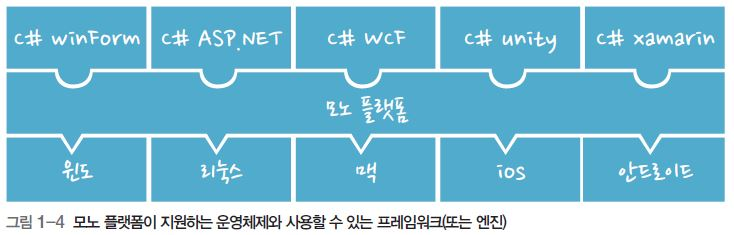 C# winForm C# ASP.NET C# WCF C# unity C# xamarin
모노 플랫폼
윈도 리눅스 맥 ios 안드로이드
그림 1-4 모노 플랫폼이 지원하는 운영체제와 사용할 수 있는 프레임워크(또는 엔진)